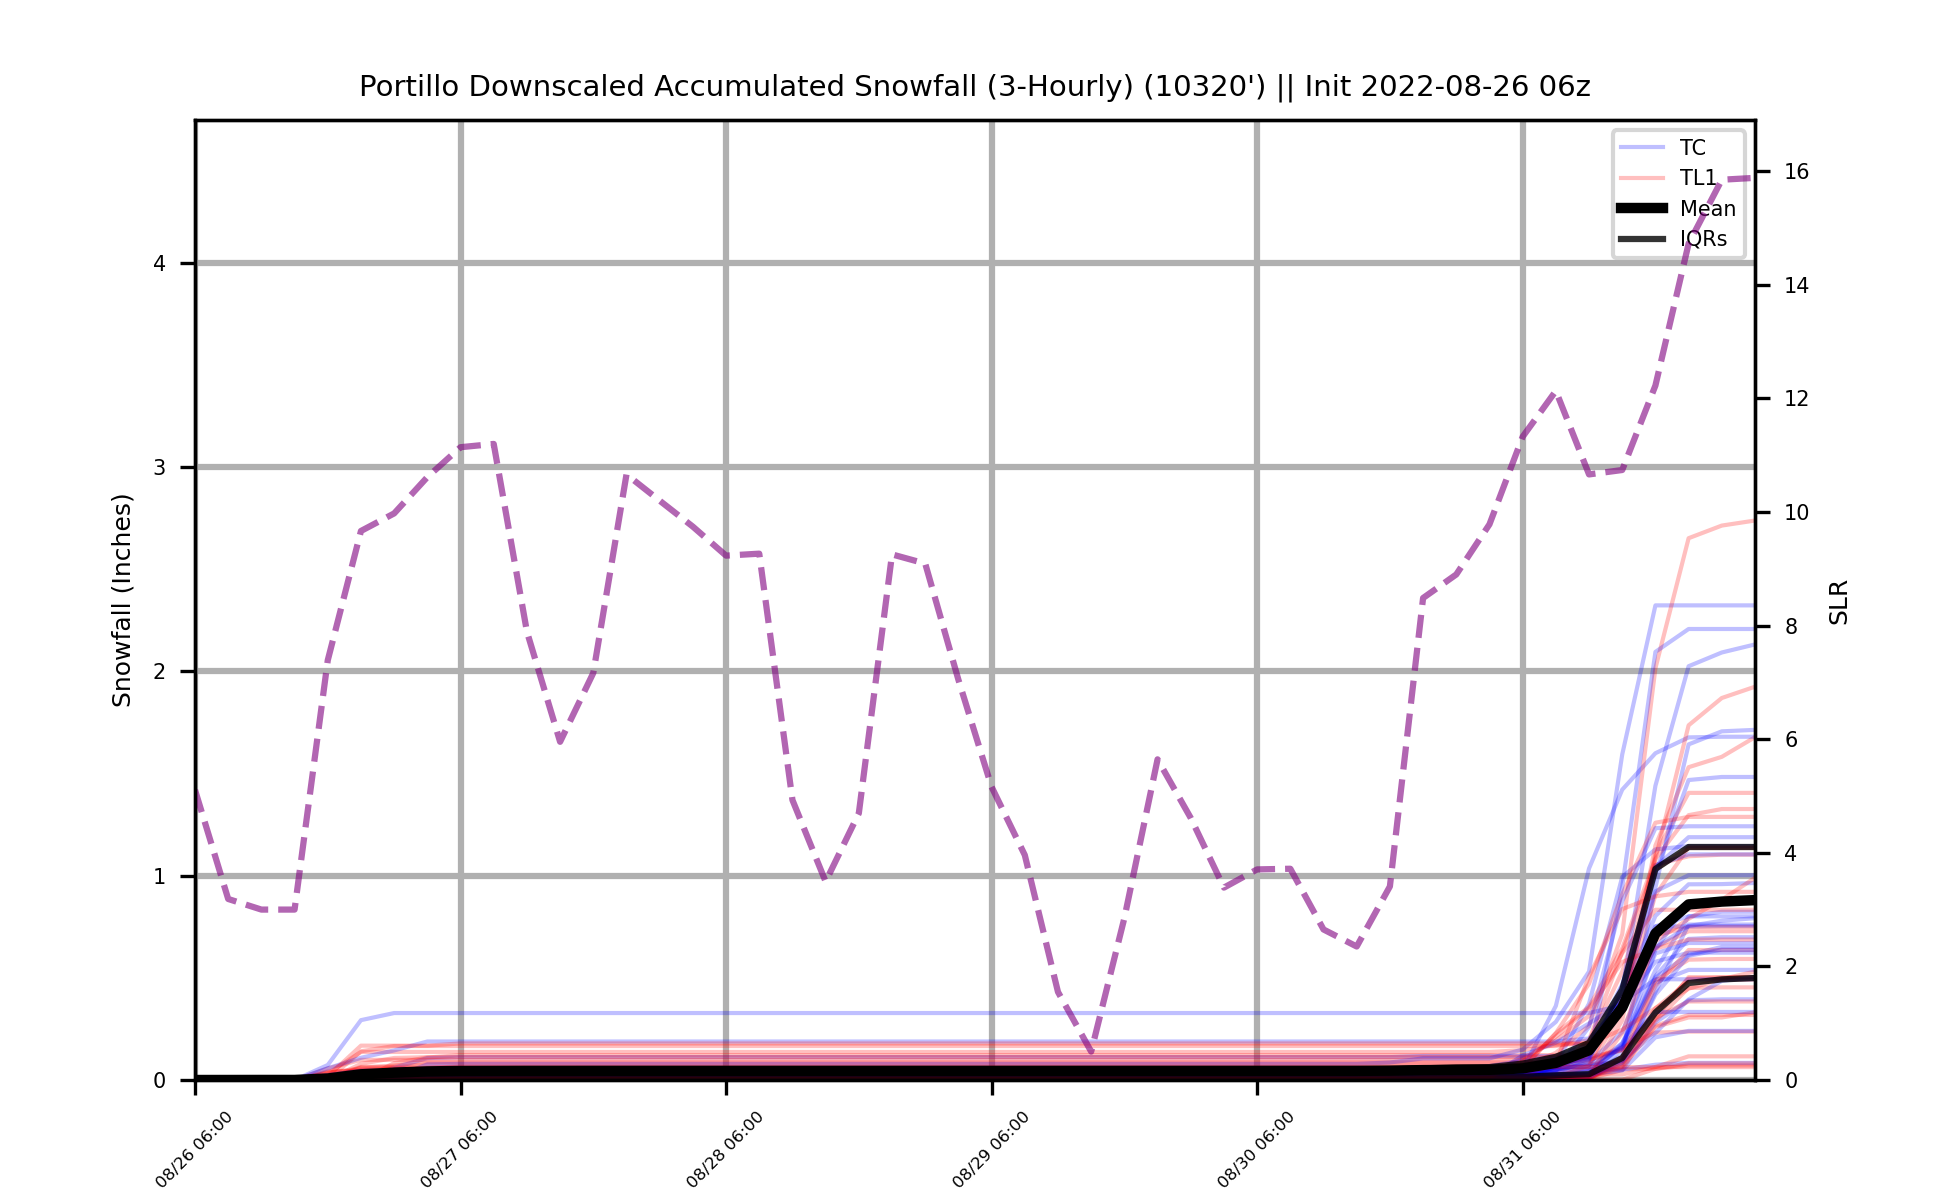 Portillo Downscaled Accumulated Snowfall (3-Hourly) (10320') || Init 2022-08-26 06z
TC
TL1
Mean
IQRs
Snowfall (Inches)
4
3
2
1
0
SLR
16
14
12
10
8
6
4
2
0
08/26 06:00
08/27 06:00
08/28 06:00
08/29 06:00
08/30 06:00
08/31 06:00